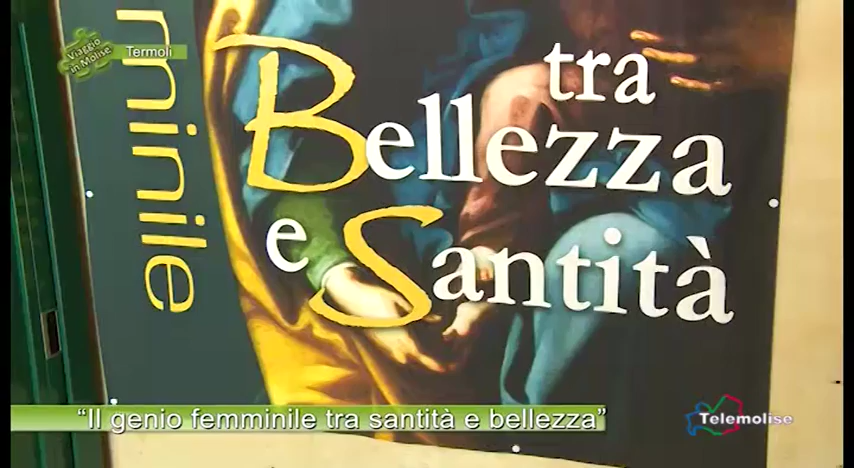 Viaggio
in Molise
Termoli
minile
tra
Bellezza
e Santità
“Il genio femminile tra santità e bellezza”
Telemolise